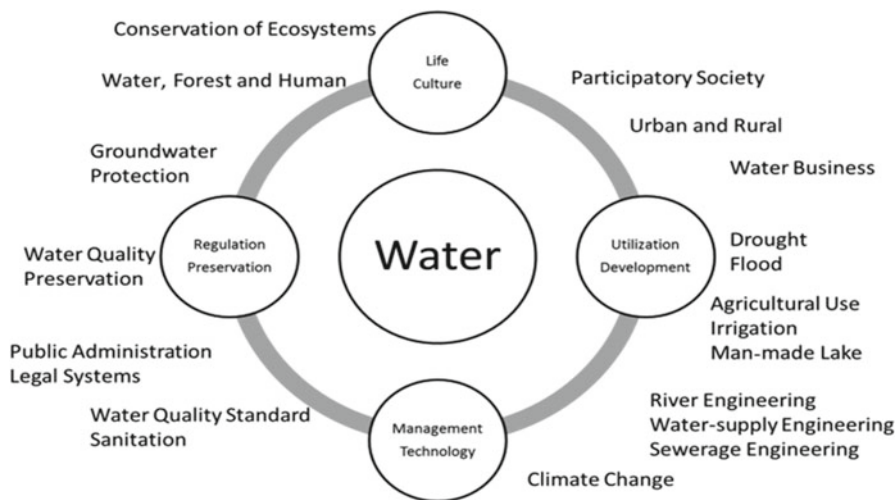 Conservation of Ecosystems
Life
Culture
Water, Forest and Human
Participatory Society
Urban and Rural
Groundwater
Protection
Water Business
Water Quality
Preservation
Regulation
Preservation
Water
Utilization
Development
Drought
Flood
Agricultural Use
Irrigation
Man-made Lake
Public Administration
Legal Systems
Water Quality Standard
Sanitation
Management
Technology
River Engineering
Water-supply Engineering
Sewerage Engineering
Climate Change